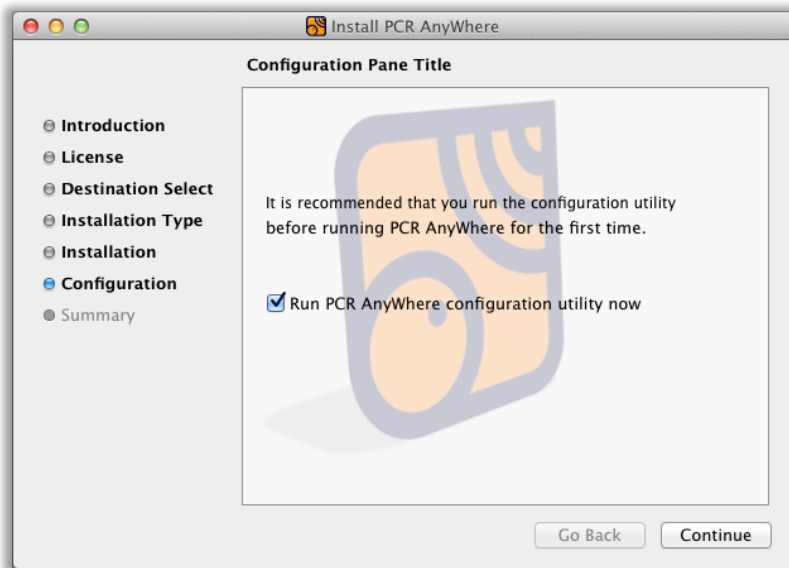 Install PCR AnyWhere
Configuration Pane Title
Introduction
License
Destination Select
Installation Type
Installation
Configuration
Summary
It is recommended that you run the configuration utility
before running PCR AnyWhere for the first time.
Run PCR AnyWhere configuration utility now
Go Back
Continue